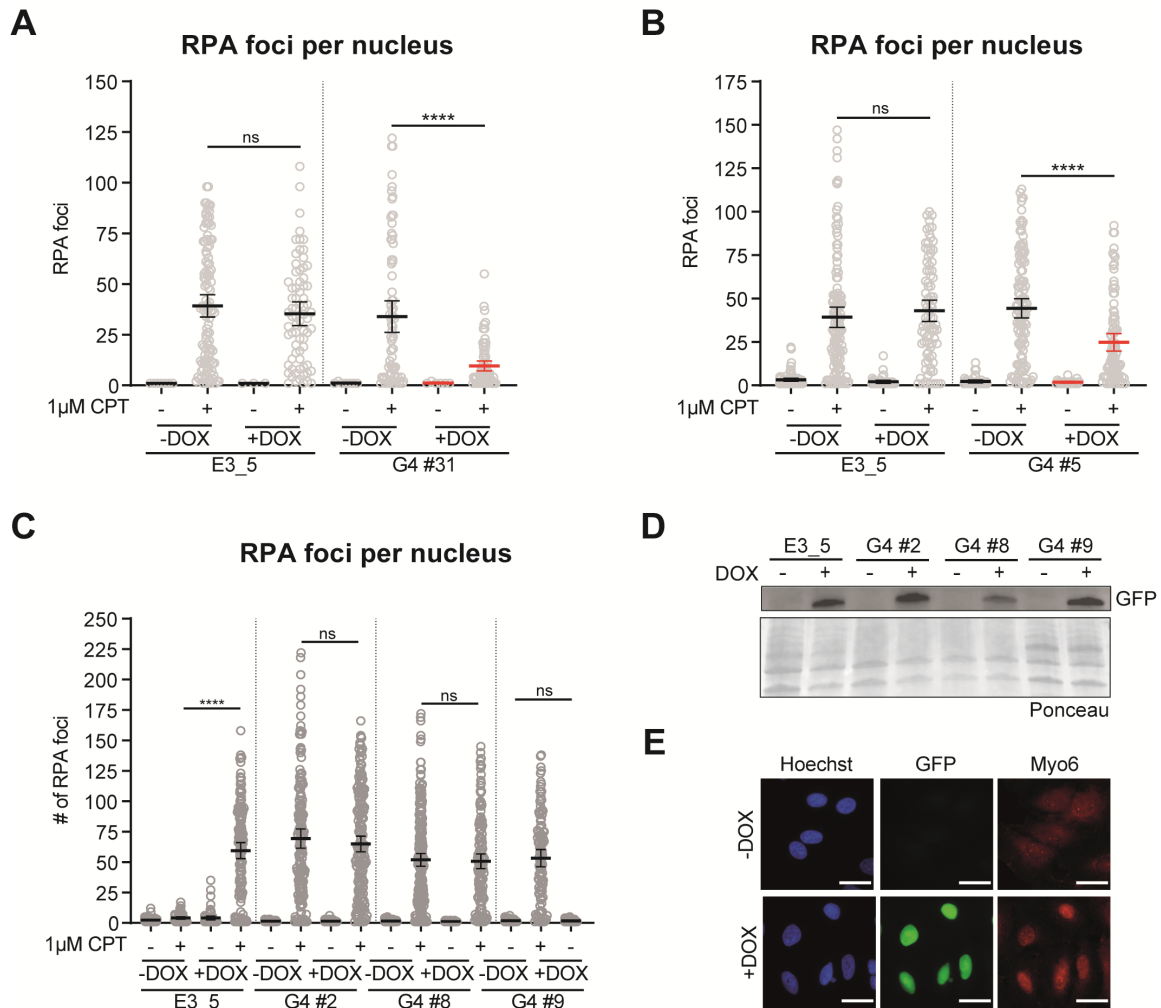 A
RPA foci per nucleus
RPA foci
150
125
100
75
50
25
0
ns
****
1µM CPT - + - + - + - +
-DOX +DOX -DOX +DOX
E3_5 G4 #31
B
RPA foci per nucleus
RPA foci
175
150
125
100
75
50
25
0
ns
****
1µM CPT - + - + - + - +
-DOX +DOX -DOX +DOX
E3_5 G4 #5
C
RPA foci per nucleus
# of RPA foci
250
225
200
175
150
125
100
75
50
25
0
****
ns
ns
ns
1µM CPT - + - + - + - + - + - + - + -
-DOX +DOX -DOX +DOX -DOX +DOX -DOX +DOX
E3_5 G4 #2 G4 #8 G4 #9
D
E3_5 G4 #2 G4 #8 G4 #9
DOX - + - + - + - +
GFP
Ponceau
E
Hoechst GFP Myo6
-DOX
+DOX